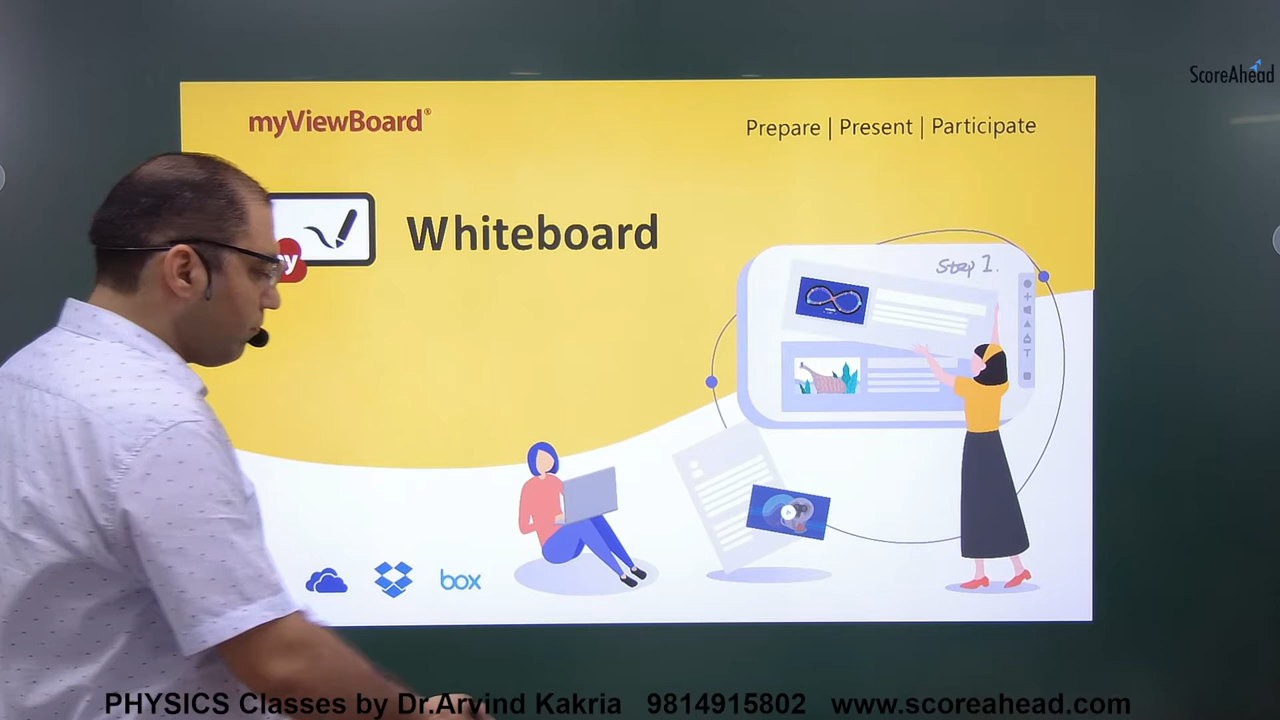 ScoreAhead
myViewBoard®
Prepare | Present | Participate
Whiteboard
Step 1.
box
PHYSICS Classes by Dr.Arvind Kakria 9814915802 www.scoreahead.com